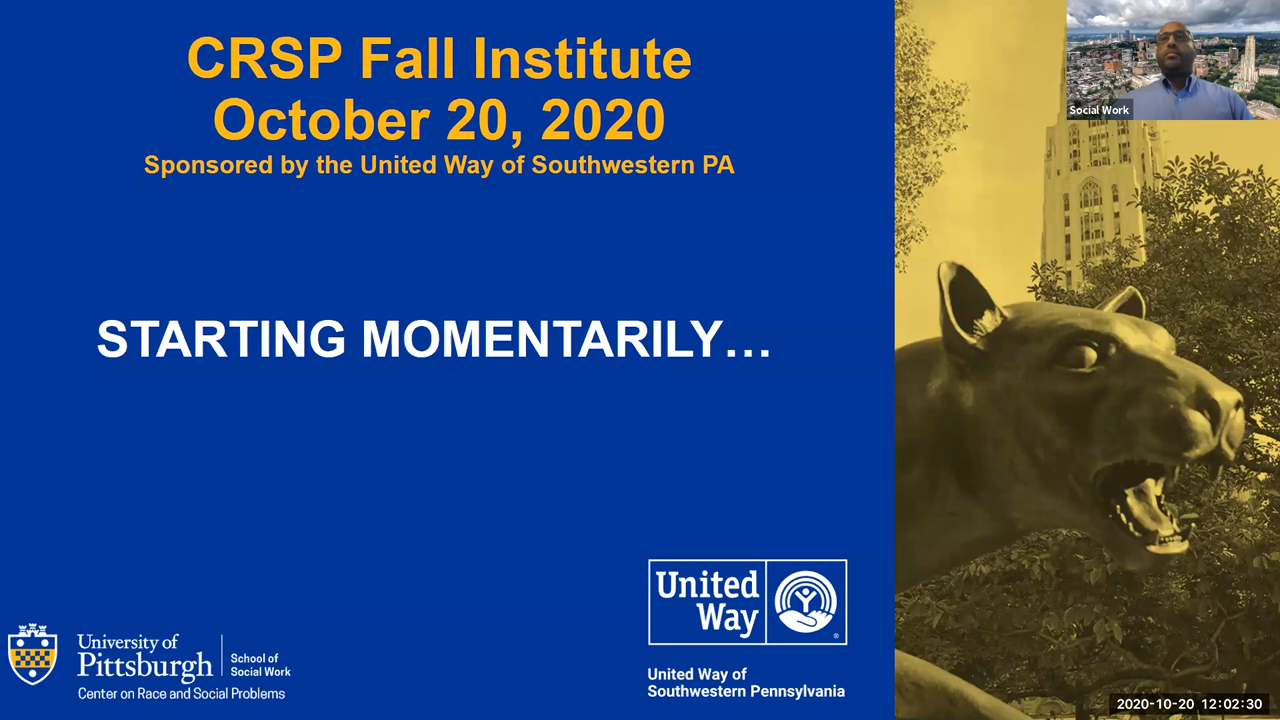 CRSP Fall Institute
October 20, 2020
Sponsored by the United Way of Southwestern PA
Social Work
STARTING MOMENTARILY…
United
Way
®
United Way of
Southwestern Pennsylvania
University of
Pittsburgh
School of
Social Work
Center on Race and Social Problems
2020-10-20 12:02:30